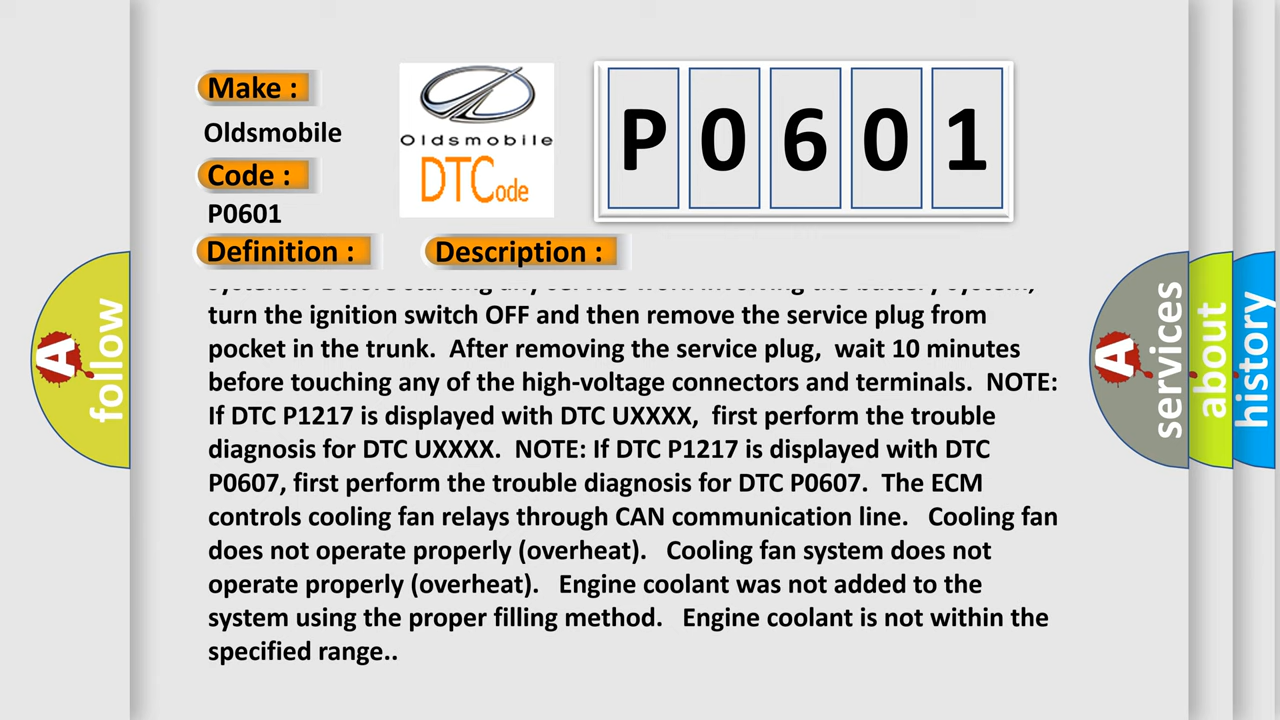 Make :
Oldsmobile
Code :
P0601
Definition :
Description :
Oldsmobile
DTCode
P0601
turn the ignition switch OFF and then remove the service plug from
pocket in the trunk. After removing the service plug, wait 10 minutes
before touching any of the high-voltage connectors and terminals. NOTE:
If DTC P1217 is displayed with DTC UXXXX, first perform the trouble
diagnosis for DTC UXXXX. NOTE: If DTC P1217 is displayed with DTC
P0607, first perform the trouble diagnosis for DTC P0607. The ECM
controls cooling fan relays through CAN communication line. Cooling fan
does not operate properly (overheat). Cooling fan system does not
operate properly (overheat). Engine coolant was not added to the
system using the proper filling method. Engine coolant is not within the
specified range..
A follow
A services
about
history